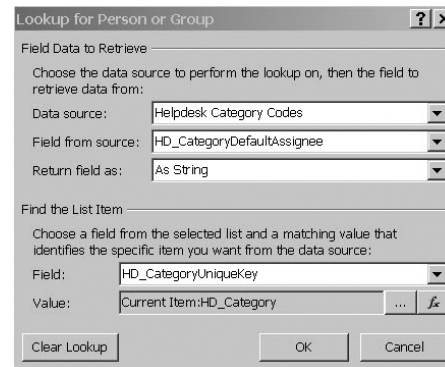 Lookup for Person or Group
Field Data to Retrieve
Choose the data source to perform the lookup on, then the field to
retrieve data from:
Data source: Helpdesk Category Codes
Field from source: HD_CategoryDefaultAssignee
Return field as: As String
Find the List Item
Choose a field from the selected list and a matching value that
identifies the specific item you want from the data source:
Field: HD_CategoryUniqueKey
Value: Current Item:HD_Category ... fx
Clear Lookup OK Cancel